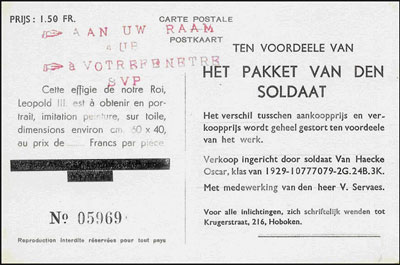 PRIJS : 1.50 FR.
CARTE POSTALE
POSTKAART
AAN UW RAAM
AUB
à VOTRE FENETRE
SVP
Cette effigie de notre Roi,
Leopold III. est à obtenir en por-
trait, imitation peinture, sur toile,
dimensions environ cm. 60 x 40,
au prix de ...... Francs par pièce.
No 05969
Reproduction interdite réservées pour tout pays
TEN VOORDEELE VAN
HET PAKKET VAN DEN
SOLDAAT
Het verschil tusschen aankoopprijs en ver-
koopprijs wordt geheel gestort ten voordeele
van het werk.
Verkoop ingericht door soldaat Van Haecke
Oscar, klas van 1929-10777079-2G.24B.3K.
Met medewerking van den heer V. Servaes.
Voor alle inlichtingen, zich schriftelijk wenden tot
Krugerstraat, 216, Hoboken.